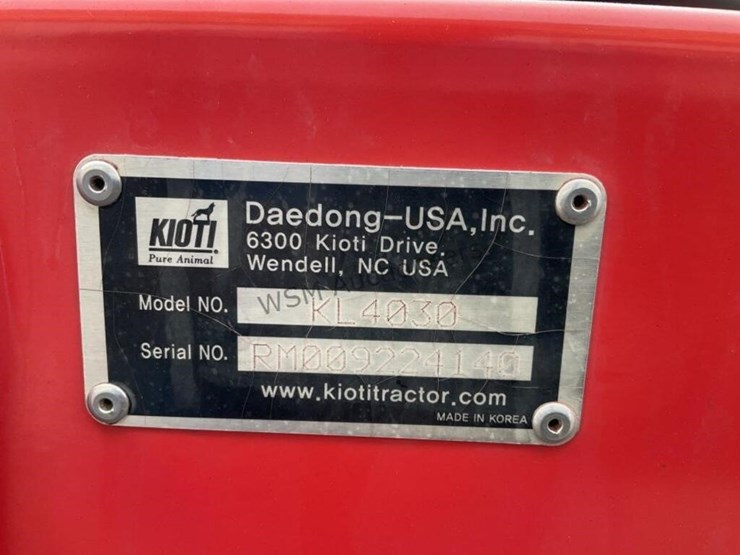 KIOTI
Pure Animal
Daedong-USA, Inc.
6300 Kioti Drive.
Wendell, NC USA
Model NO. KL4030
Serial NO. RM009224140
www.kiotitractor.com
MADE IN KOREA
WSM